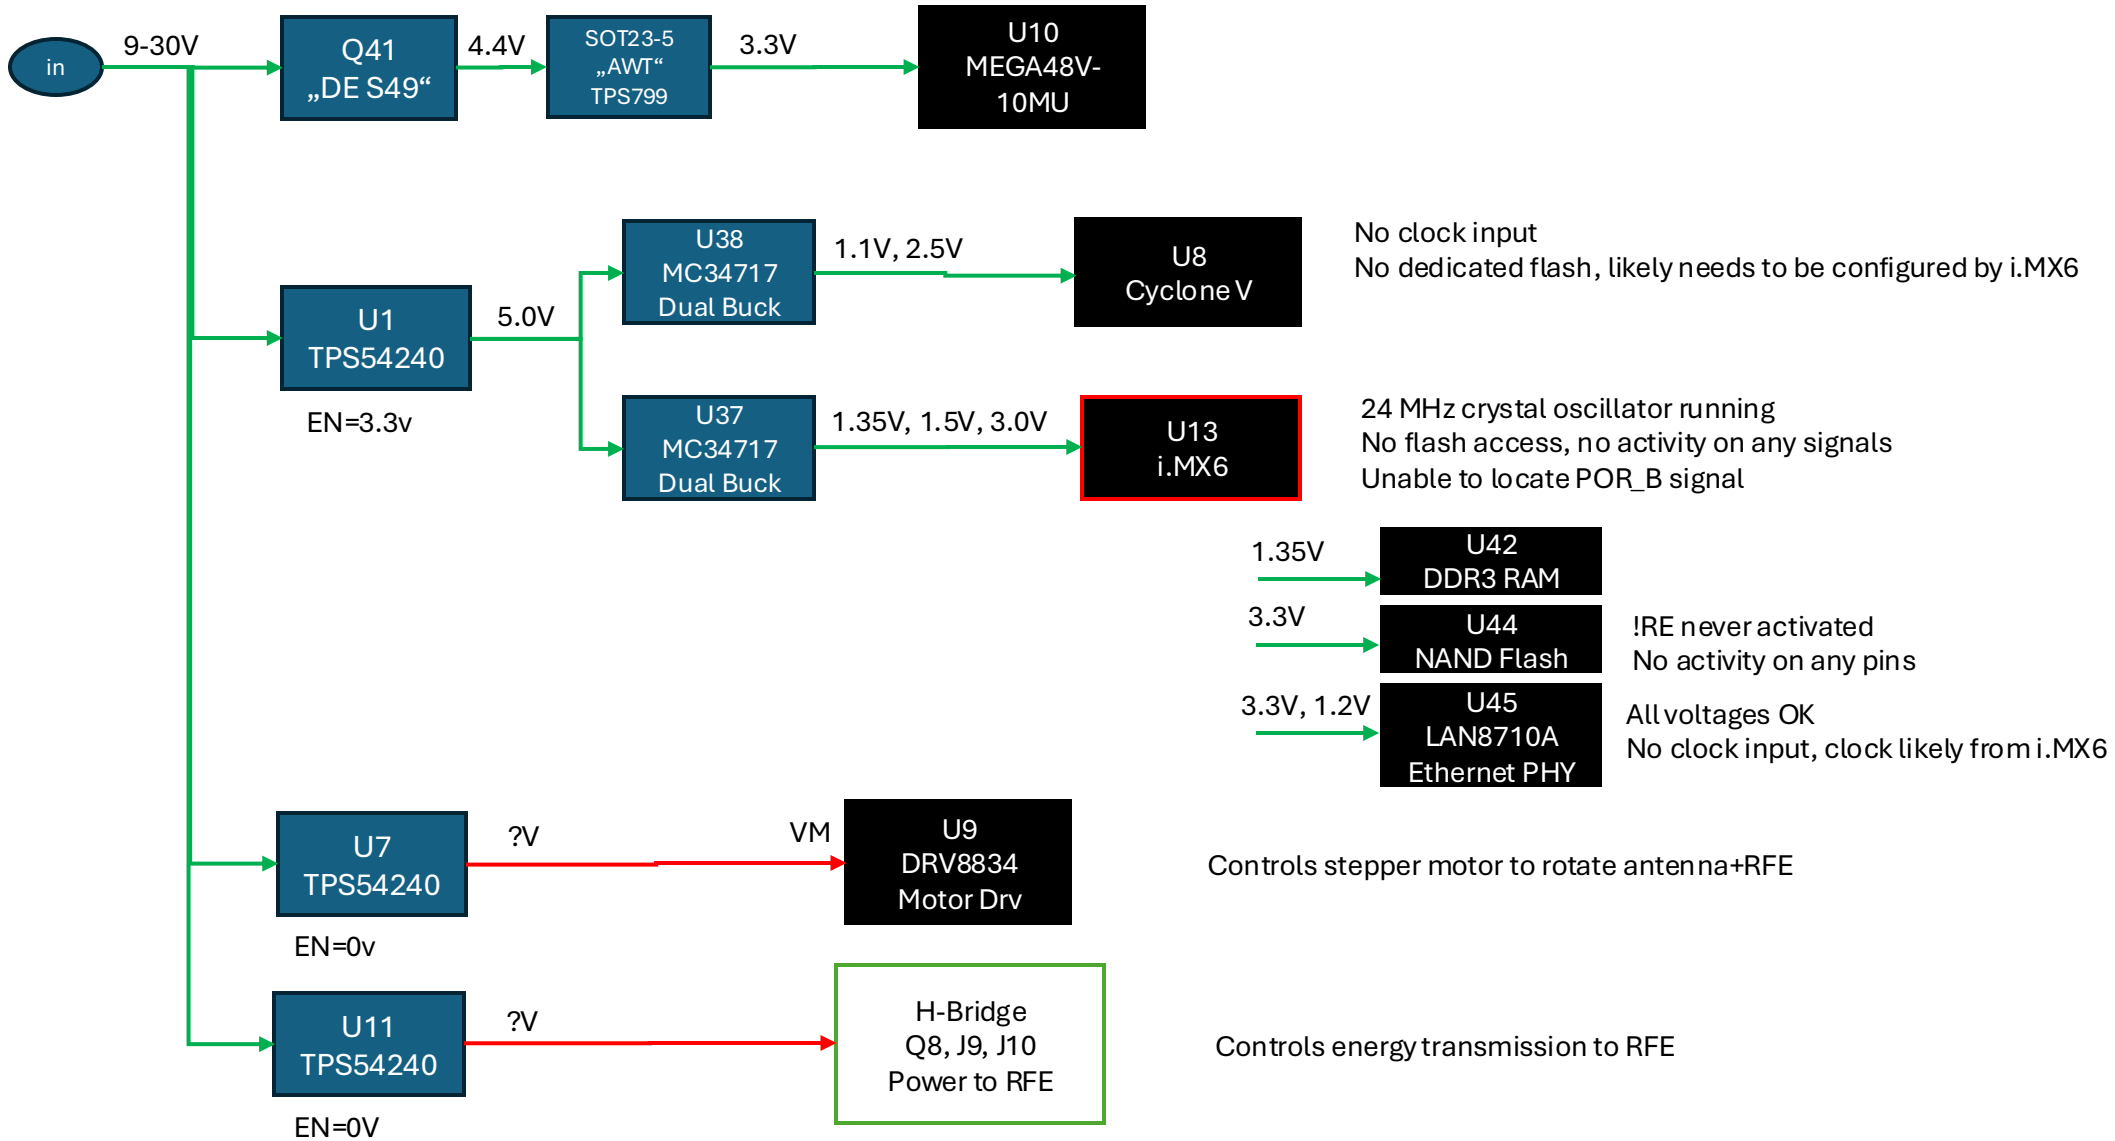 in
9-30V
Q41
„DE S49“
4.4V
SOT23-5
„AWT“
TPS799
3.3V
U10
MEGA48V-
10MU
U1
TPS54240
EN=3.3v
5.0V
U38
MC34717
Dual Buck
1.1V, 2.5V
U8
Cyclone V
No clock input
No dedicated flash, likely needs to be configured by i.MX6
U37
MC34717
Dual Buck
1.35V, 1.5V, 3.0V
U13
i.MX6
24 MHz crystal oscillator running
No flash access, no activity on any signals
Unable to locate POR_B signal
1.35V
U42
DDR3 RAM
3.3V
U44
NAND Flash
!RE never activated
No activity on any pins
3.3V, 1.2V
U45
LAN8710A
Ethernet PHY
All voltages OK
No clock input, clock likely from i.MX6
U7
TPS54240
EN=0v
?V
VM
U9
DRV8834
Motor Drv
Controls stepper motor to rotate antenna+RFE
U11
TPS54240
EN=0V
?V
H-Bridge
Q8, J9, J10
Power to RFE
Controls energy transmission to RFE